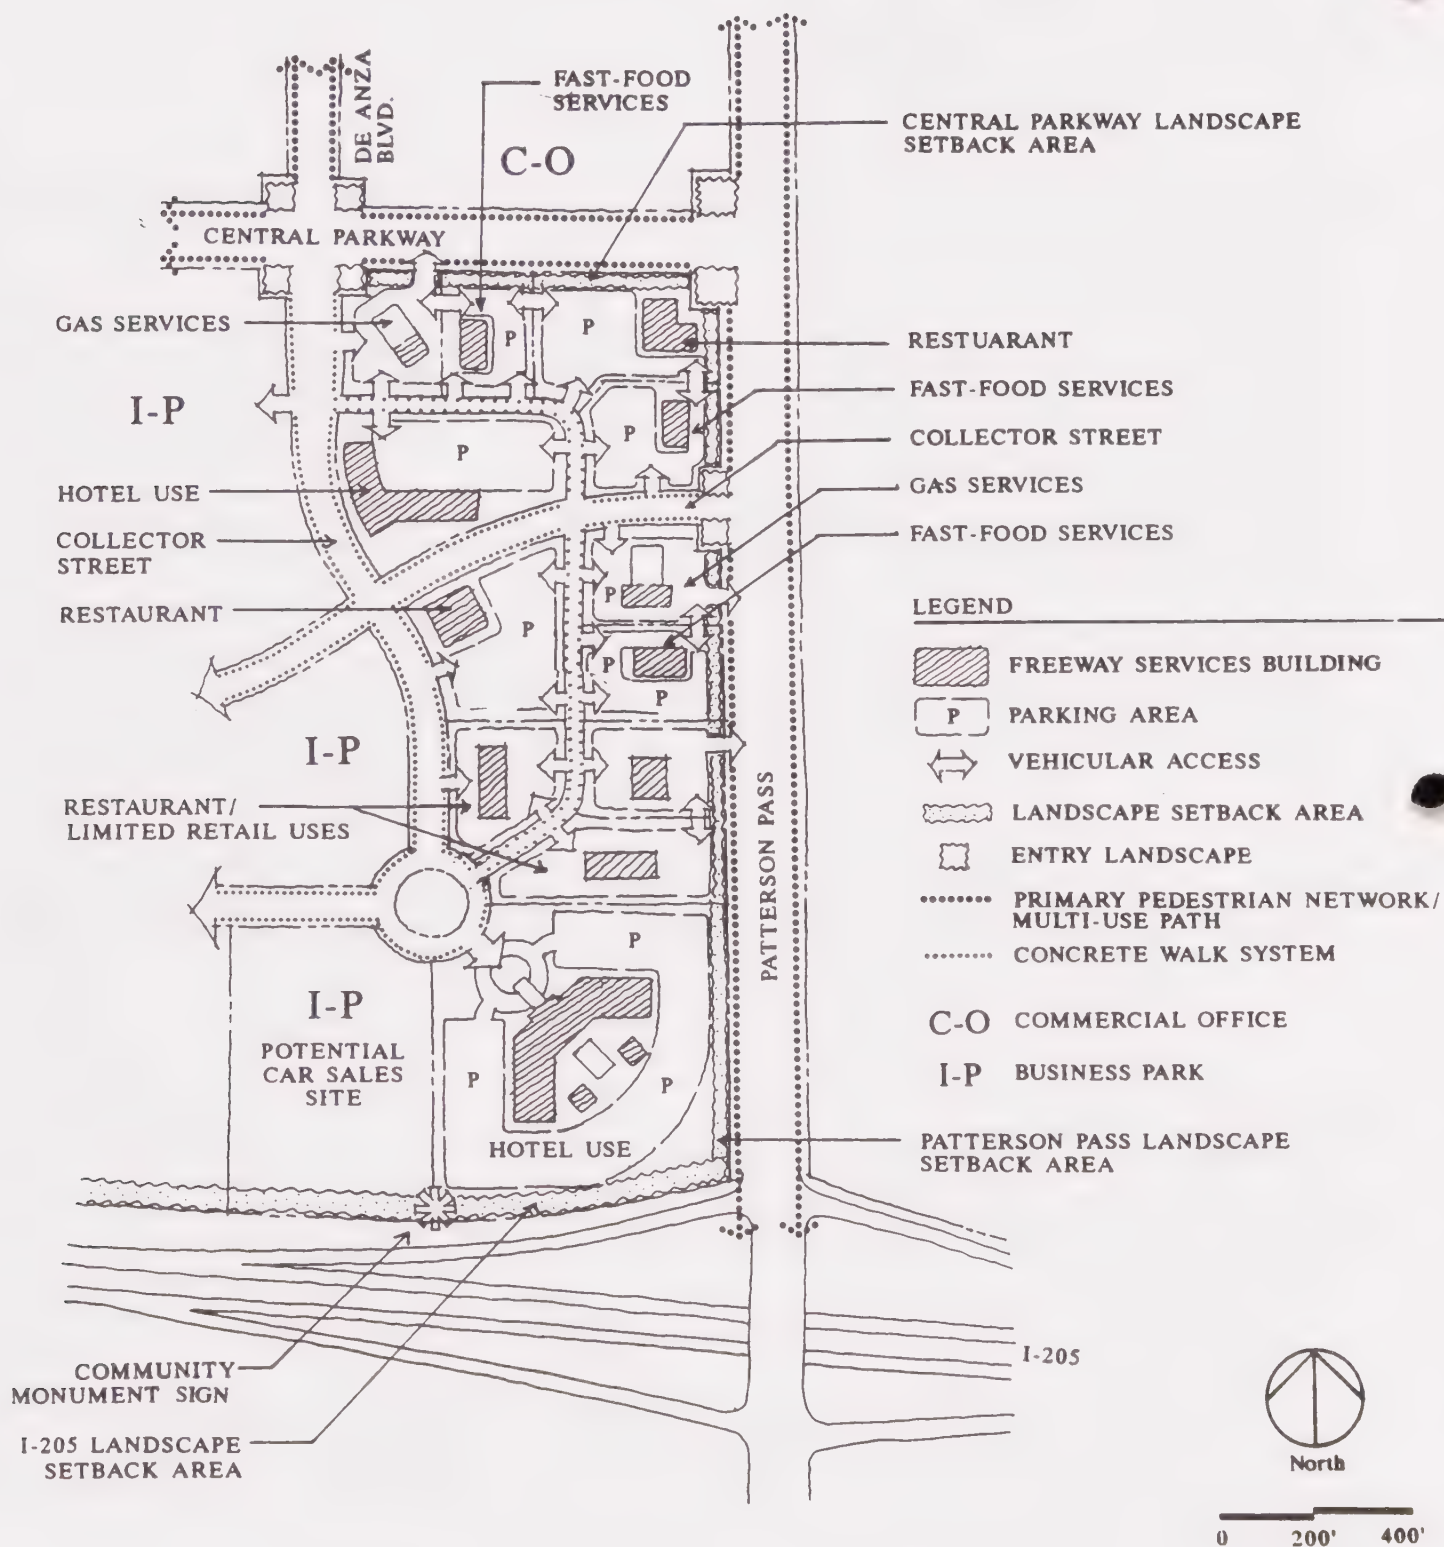 DE ANZA
BLVD.
FAST-FOOD
SERVICES
C-O
CENTRAL PARKWAY LANDSCAPE
SETBACK AREA
CENTRAL PARKWAY
GAS SERVICES
P
P
RESTUARANT
I-P
FAST-FOOD SERVICES
P
P
COLLECTOR STREET
HOTEL USE
GAS SERVICES
COLLECTOR
STREET
FAST-FOOD SERVICES
RESTAURANT
P
P
P
P
LEGEND
FREEWAY SERVICES BUILDING
P
PARKING AREA
VEHICULAR ACCESS
LANDSCAPE SETBACK AREA
ENTRY LANDSCAPE
PRIMARY PEDESTRIAN NETWORK/
MULTI-USE PATH
CONCRETE WALK SYSTEM
C-O COMMERCIAL OFFICE
I-P BUSINESS PARK
I-P
RESTAURANT/
LIMITED RETAIL USES
PATTERSON PASS
P
I-P
POTENTIAL
CAR SALES
SITE
P
P
HOTEL USE
PATTERSON PASS LANDSCAPE
SETBACK AREA
COMMUNITY
MONUMENT SIGN
I-205
I-205 LANDSCAPE
SETBACK AREA
North
0 200' 400'